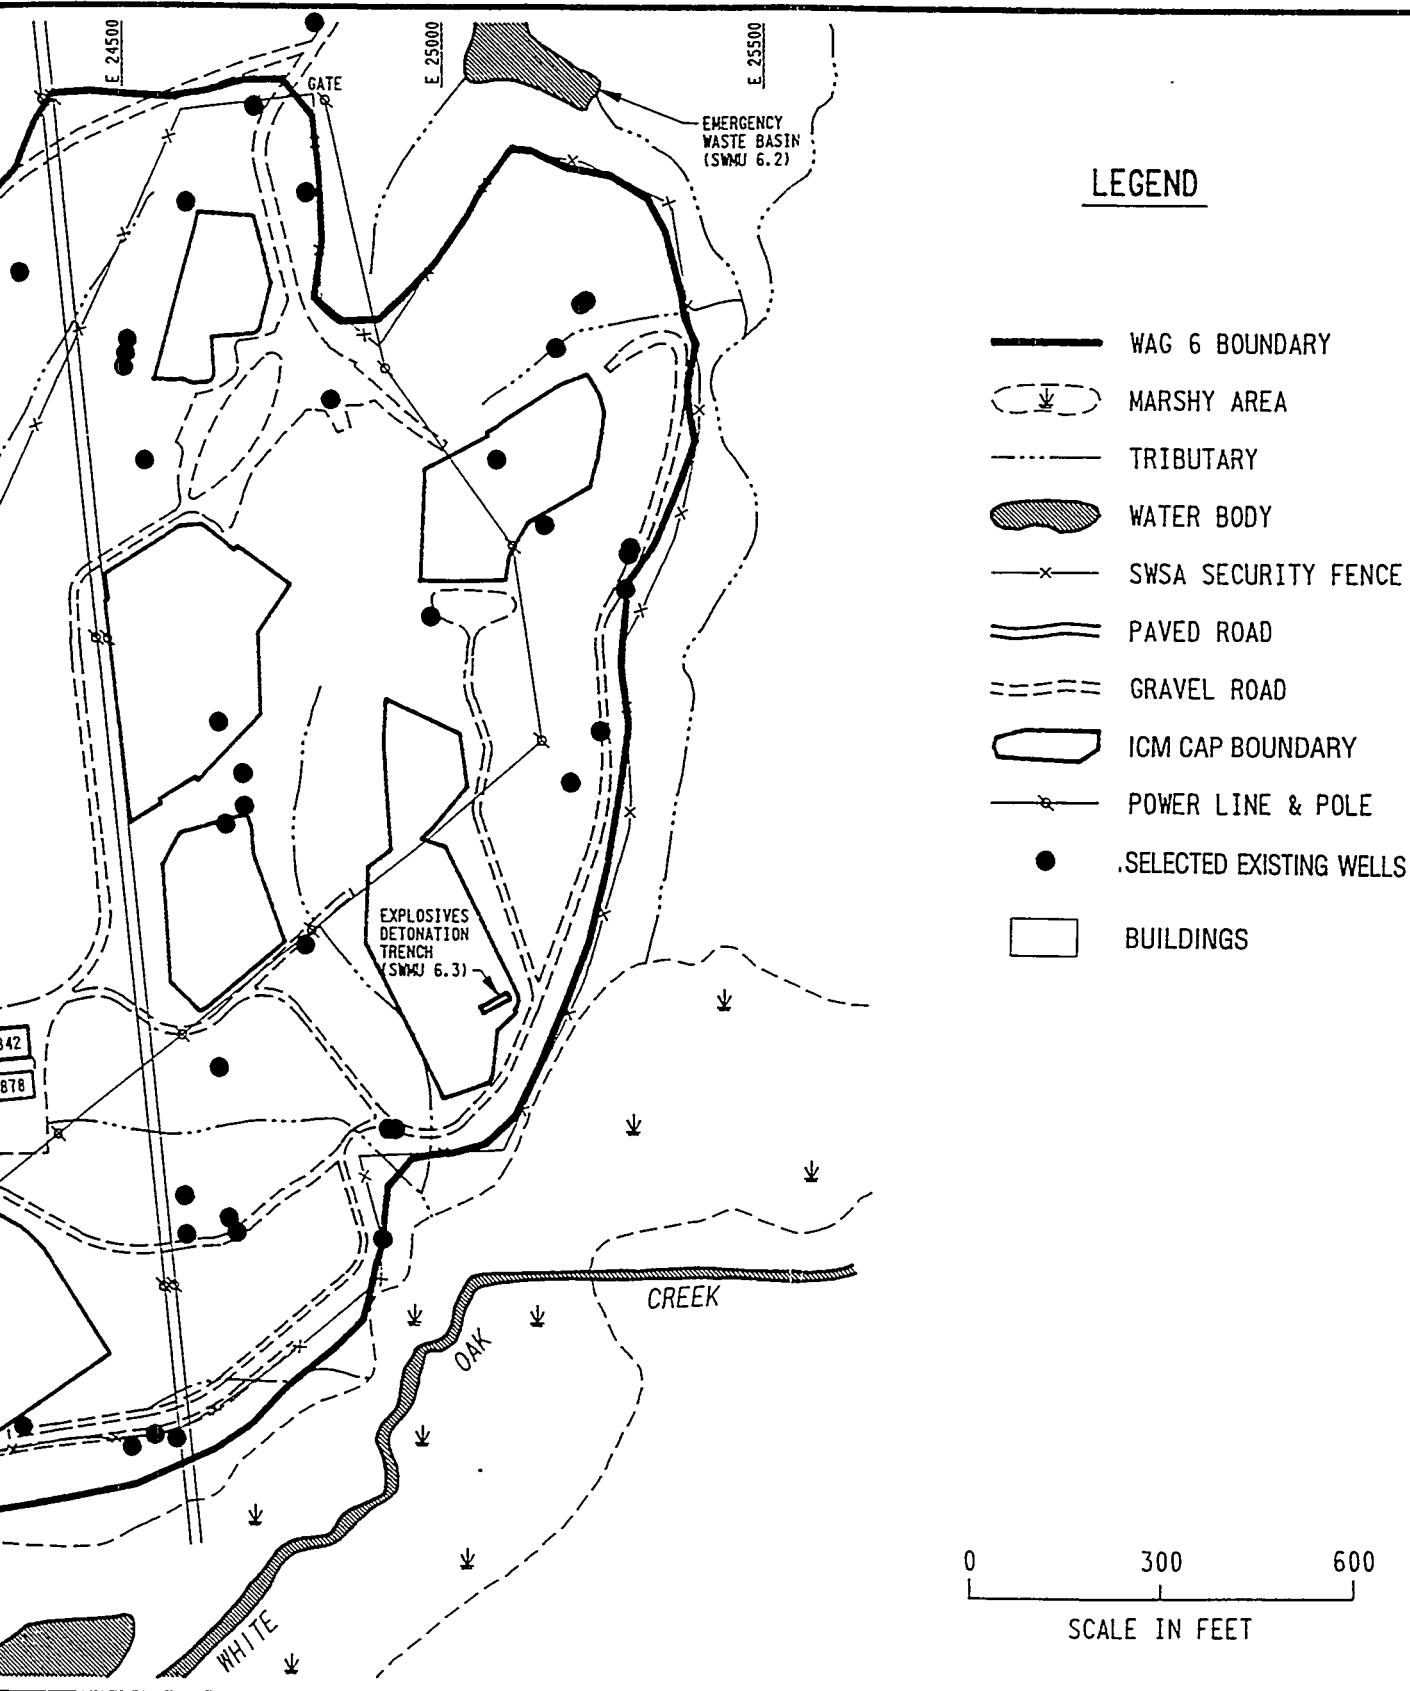 E 24500
E 25000
E 25500
GATE
EMERGENCY
WASTE BASIN
(SWMU 6.2)
LEGEND
WAG 6 BOUNDARY
MARSHY AREA
TRIBUTARY
WATER BODY
SWSA SECURITY FENCE
PAVED ROAD
GRAVEL ROAD
ICM CAP BOUNDARY
POWER LINE & POLE
SELECTED EXISTING WELLS
BUILDINGS
EXPLOSIVES
DETONATION
TRENCH
(SWMU 6.3)
842
878
CREEK
OAK
WHITE
0 300 600
SCALE IN FEET